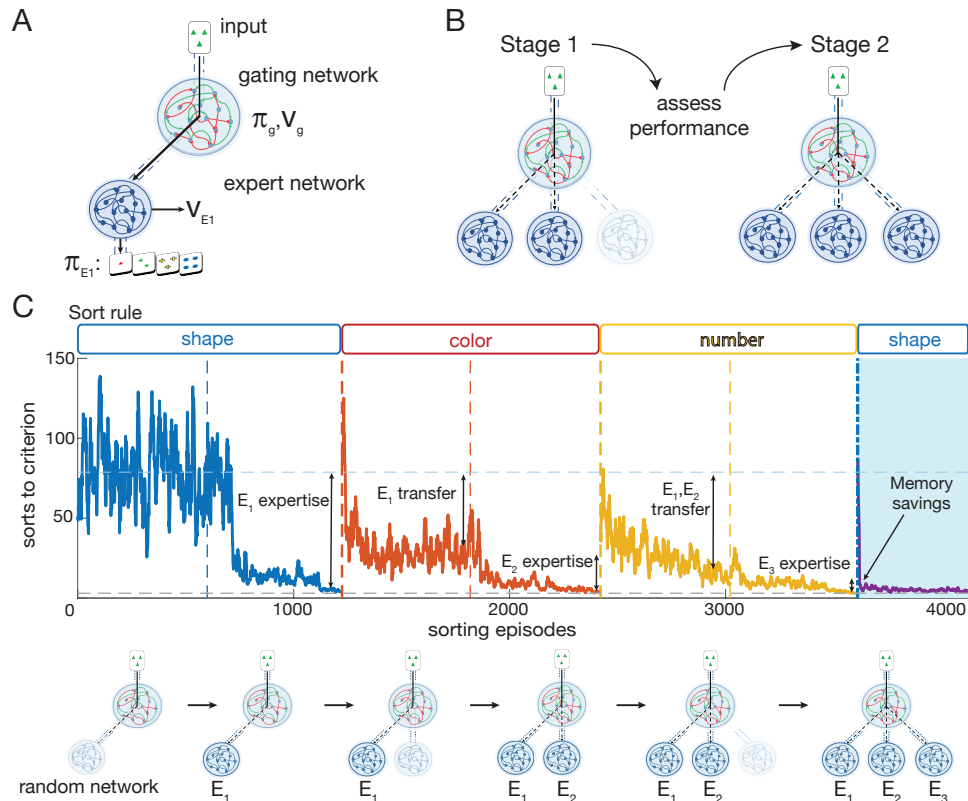 A
input
gating network
π_g,V_g
expert network
V_E1
π_E1:
B
Stage 1
Stage 2
assess
performance
C
Sort rule
shape
color
number
shape
sorts to criterion
150
100
50
0
1000
2000
3000
4000
sorting episodes
E_1 expertise
E_1 transfer
E_2 expertise
E_1,E_2
transfer
E_3 expertise
Memory
savings
random network
E_1
E_1
E_1
E_2
E_1
E_2
E_1
E_2
E_3